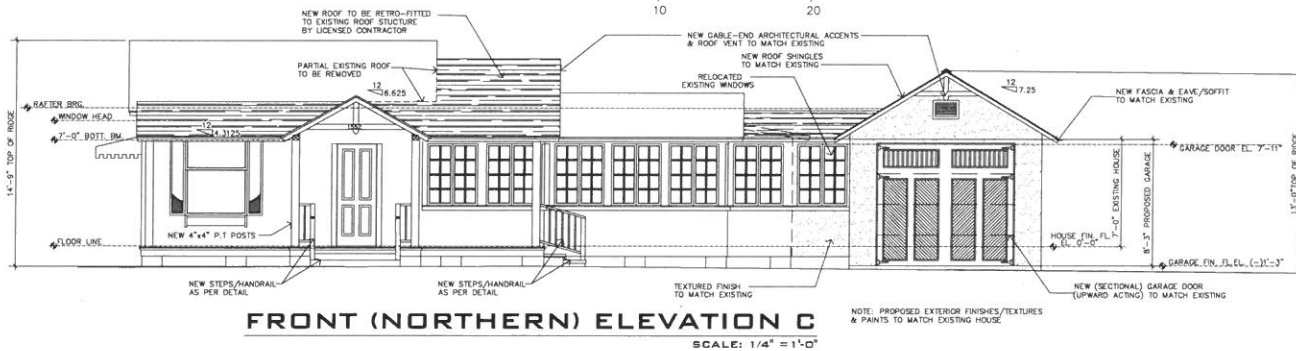 10
20
NEW ROOF TO BE RETRO-FITTED
TO EXISTING ROOF STUCTURE
BY LICENSED CONTRACTOR
NEW GABLE-END ARCHITECTURAL ACCENTS
& ROOF VENT TO MATCH EXISTING
NEW ROOF SHINGLES
TO MATCH EXISTING
PARTIAL EXISTING ROOF
TO BE REMOVED
RELOCATED
EXISTING WINDOWS
12
6.625
12
7.25
NEW FASCIA & EAVE/SOFFIT
TO MATCH EXISTING
RAFTER BRG.
WINDOW HEAD
7'-0" BOTT. BM.
12
4.3125
1552
14'-9" TOP OF RIDGE
GARAGE DOOR EL. 7'-11"
7'-0" EXISTING HOUSE
8'-3" PROPOSED GARAGE
13'-0" TOP OF RIDGE
NEW 4"x4" P.T POSTS
FLOOR LINE
HOUSE FIN. FL.
EL. 0'-0"
GARAGE FIN. FL.EL. (-)1'-3"
NEW STEPS/HANDRAIL
AS PER DETAIL
NEW STEPS/HANDRAIL
AS PER DETAIL
TEXTURED FINISH
TO MATCH EXISTING
NEW (SECTIONAL) GARAGE DOOR
(UPWARD ACTING) TO MATCH EXISTING
FRONT (NORTHERN) ELEVATION C
SCALE: 1/4" =1'-0"
NOTE: PROPOSED EXTERIOR FINISHES/TEXTURES
& PAINTS TO MATCH EXISTING HOUSE